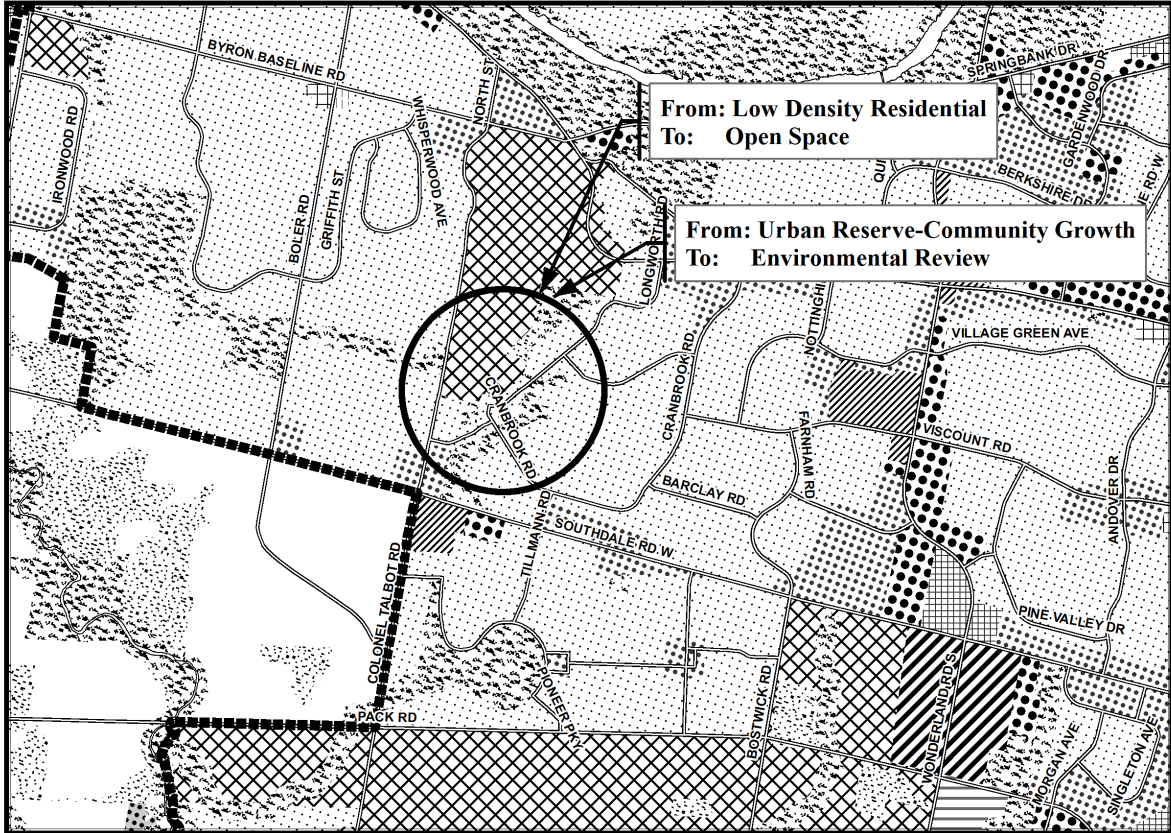 BYRON BASELINE RD
NORTH ST
SPRINGBANK DR
GARDENWOOD DR
IRONWOOD RD
WHISPERWOOD AVE
From: Low Density Residential
To: Open Space
BERKSHIRE DR
RD W
BOLER RD
GRIFFITH ST
LONGWORTH RD
From: Urban Reserve-Community Growth
To: Environmental Review
VILLAGE GREEN AVE
CRANBROOK RD
CRANBROOK RD
FARNHAM RD
VISCOUNT RD
BARCLAY RD
ANDOVER DR
SOUTHDALE RD W
TILLMANN RD
COLONEL TALBOT RD
PINE VALLEY DR
PIONEER PKY
PACK RD
BOSTWICK RD
WONDERLAND RD S
MORGAN AVE
SINGLETON AVE